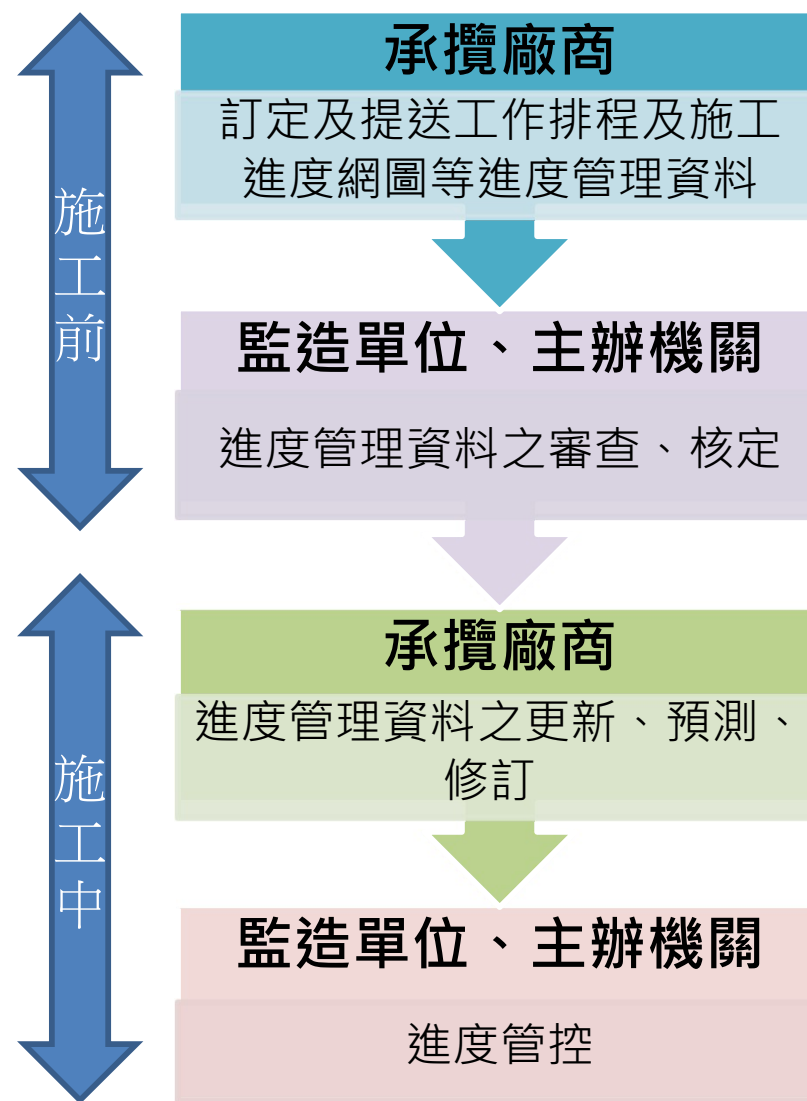 施工前
承攬廠商
訂定及提送工作排程及施工
進度網圖等進度管理資料
監造單位、主辦機關
進度管理資料之審查、核定
施工中
承攬廠商
進度管理資料之更新、預測、
修訂
監造單位、主辦機關
進度管控